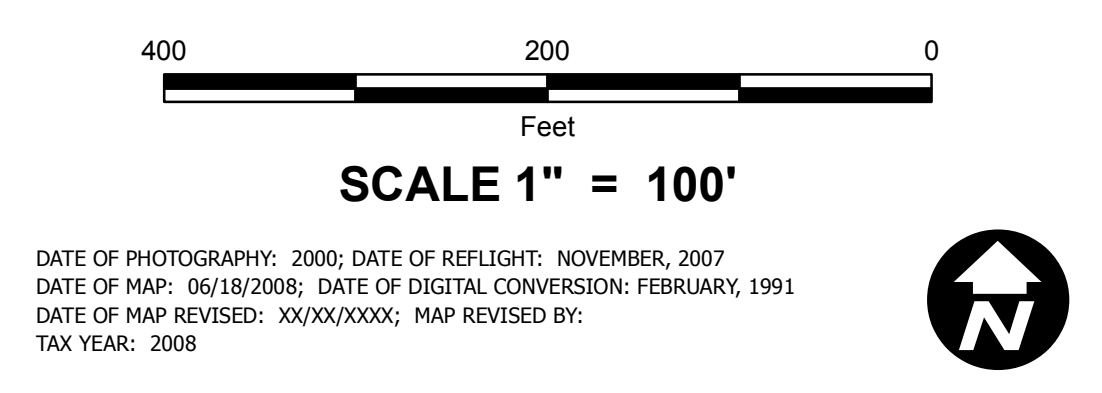 400 200 0
Feet
SCALE 1" = 100'
DATE OF PHOTOGRAPHY: 2000; DATE OF REFLIGHT: NOVEMBER, 2007
DATE OF MAP: 06/18/2008; DATE OF DIGITAL CONVERSION: FEBRUARY, 1991
DATE OF MAP REVISED: XX/XX/XXXX; MAP REVISED BY:
TAX YEAR: 2008
N